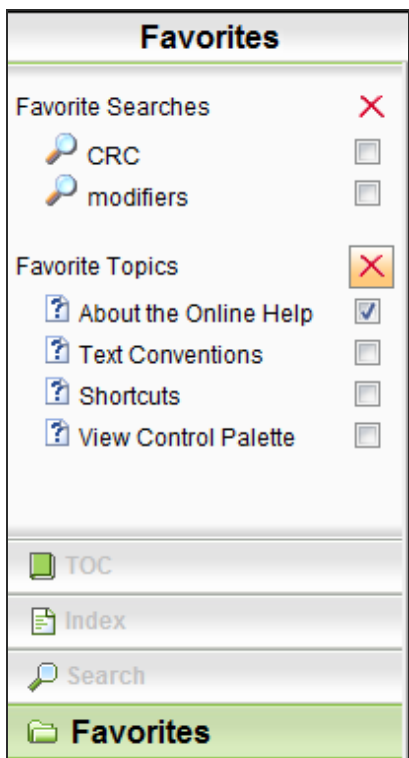 Favorites
Favorite Searches
CRC
modifiers
Favorite Topics
About the Online Help
Text Conventions
Shortcuts
View Control Palette
TOC
Index
Search
Favorites